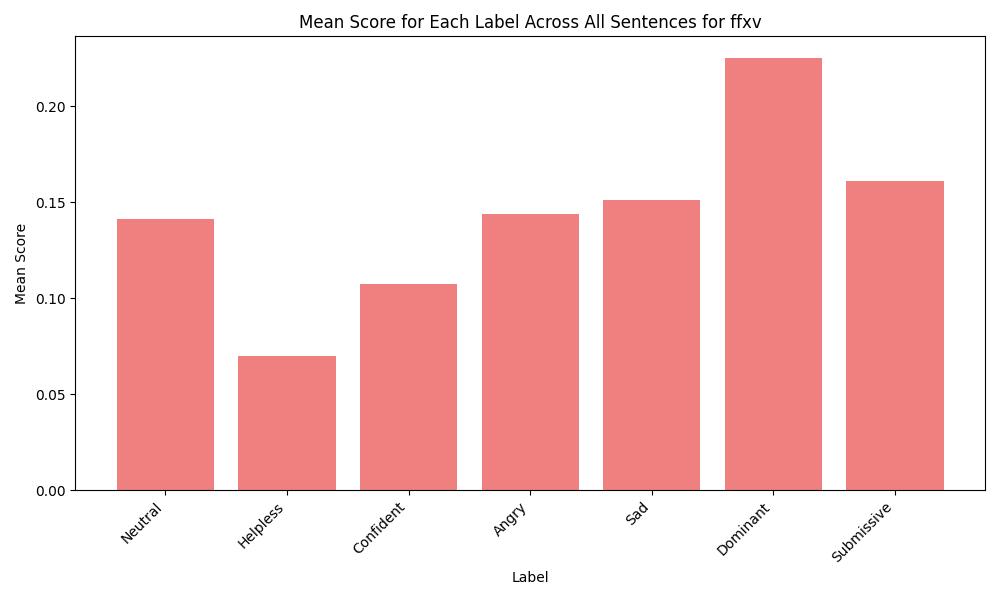 Mean Score for Each Label Across All Sentences for ffxv
Mean Score
0.20
0.15
0.10
0.05
0.00
Neutral
Helpless
Confident
Angry
Sad
Dominant
Submissive
Label